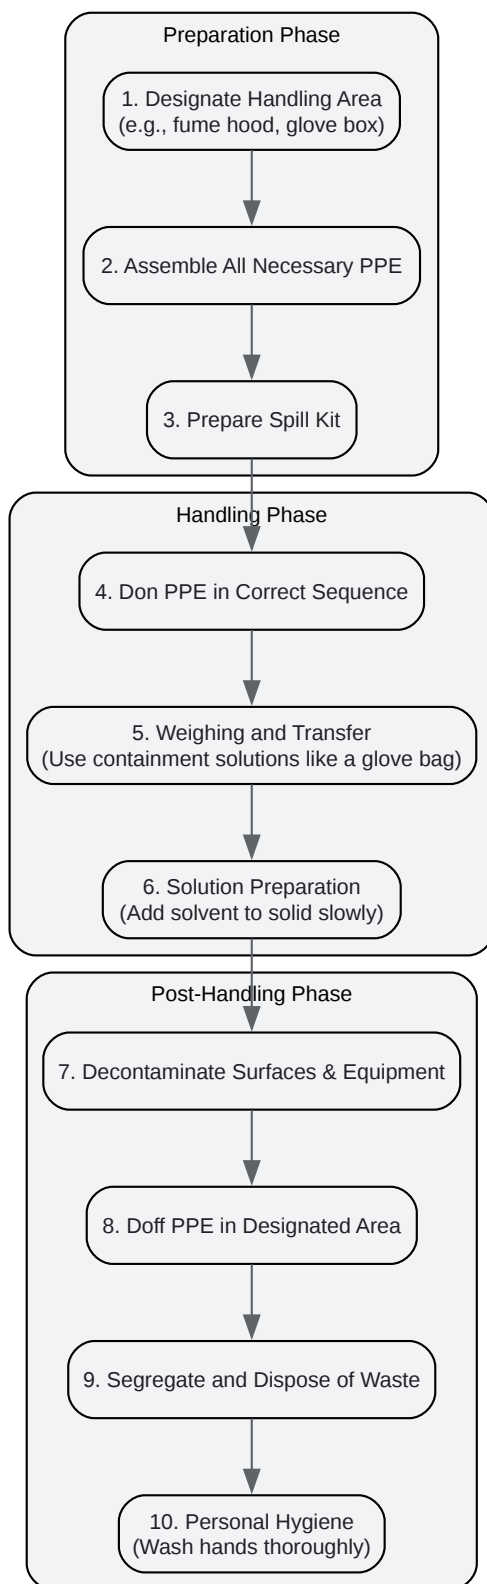 Preparation Phase
1. Designate Handling Area
(e.g., fume hood, glove box)
2. Assemble All Necessary PPE
3. Prepare Spill Kit
Handling Phase
4. Don PPE in Correct Sequence
5. Weighing and Transfer
(Use containment solutions like a glove bag)
6. Solution Preparation
(Add solvent to solid slowly)
Post-Handling Phase
7. Decontaminate Surfaces & Equipment
8. Doff PPE in Designated Area
9. Segregate and Dispose of Waste
10. Personal Hygiene
(Wash hands thoroughly)